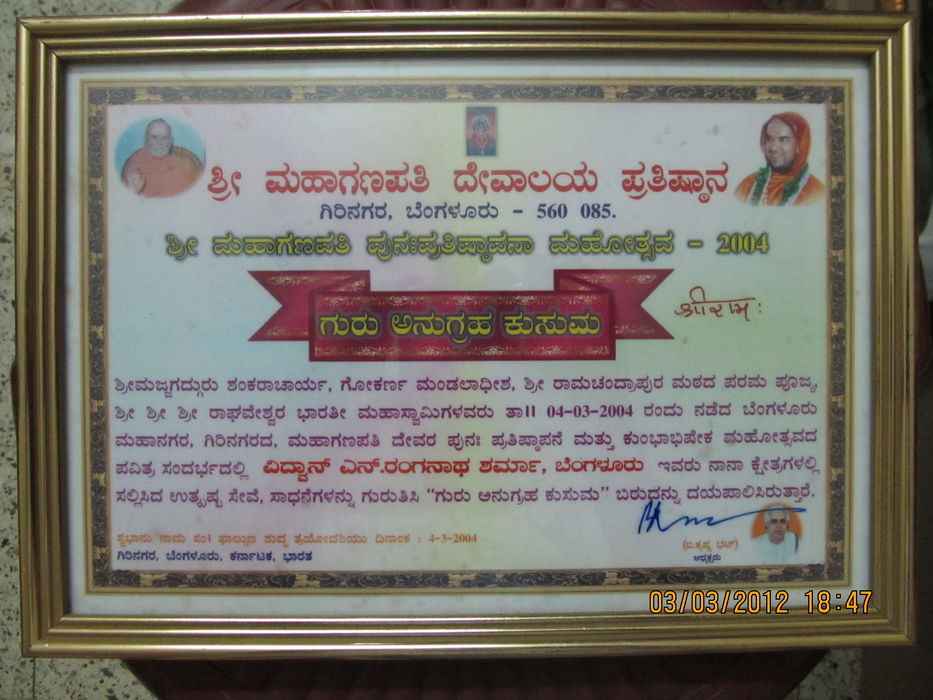 ಶ್ರೀ ಮಹಾಗಣಪತಿ ದೇವಾಲಯ ಪ್ರತಿಷ್ಠಾನ
ಗಿರಿನಗರ, ಬೆಂಗಳೂರು - 560 085.
ಶ್ರೀ ಮಹಾಗಣಪತಿ ಪುನಃಪ್ರತಿಷ್ಠಾಪನಾ ಮಹೋತ್ಸವ - 2004
ಗುರು ಅನುಗ್ರಹ ಕುಸುಮ
श्रीरामः
ಶ್ರೀಮಜ್ಜಗದ್ಗುರು ಶಂಕರಾಚಾರ್ಯ, ಗೋಕರ್ಣ ಮಂಡಲಾಧೀಶ, ಶ್ರೀ ರಾಮಚಂದ್ರಾಪುರ ಮಠದ ಪರಮ ಪೂಜ್ಯ
ಶ್ರೀ ಶ್ರೀ ಶ್ರೀ ರಾಘವೇಶ್ವರ ಭಾರತೀ ಮಹಾಸ್ವಾಮಿಗಳವರು ತಾ|| 04-03-2004 ರಂದು ನಡೆದ ಬೆಂಗಳೂರು
ಮಹಾನಗರ, ಗಿರಿನಗರದ, ಮಹಾಗಣಪತಿ ದೇವರ ಪುನಃ ಪ್ರತಿಷ್ಠಾಪನೆ ಮತ್ತು ಕುಂಭಾಭಿಷೇಕ ಮಹೋತ್ಸವದ
ಪವಿತ್ರ ಸಂದರ್ಭದಲ್ಲಿ ವಿದ್ವಾನ್ ಎನ್.ರಂಗನಾಥ ಶರ್ಮಾ, ಬೆಂಗಳೂರು ಇವರು ನಾನಾ ಕ್ಷೇತ್ರಗಳಲ್ಲಿ
ಸಲ್ಲಿಸಿದ ಉತ್ಕೃಷ್ಟ ಸೇವೆ, ಸಾಧನೆಗಳನ್ನು ಗುರುತಿಸಿ "ಗುರು ಅನುಗ್ರಹ ಕುಸುಮ" ಬಿರುದನ್ನು ದಯಪಾಲಿಸಿರುತ್ತಾರೆ.
ಸ್ವಭಾನು ನಾಮ ಸಂ| ಫಾಲ್ಗುಣ ಶುದ್ಧ ತ್ರಯೋದಶಿಯು ದಿನಾಂಕ : 4-3-2004
ಗಿರಿನಗರ, ಬೆಂಗಳೂರು, ಕರ್ನಾಟಕ, ಭಾರತ
ಕೃಷ್ಣ ಭಟ್)
ಅಧ್ಯಕ್ಷರು
03/03/2012 18:47